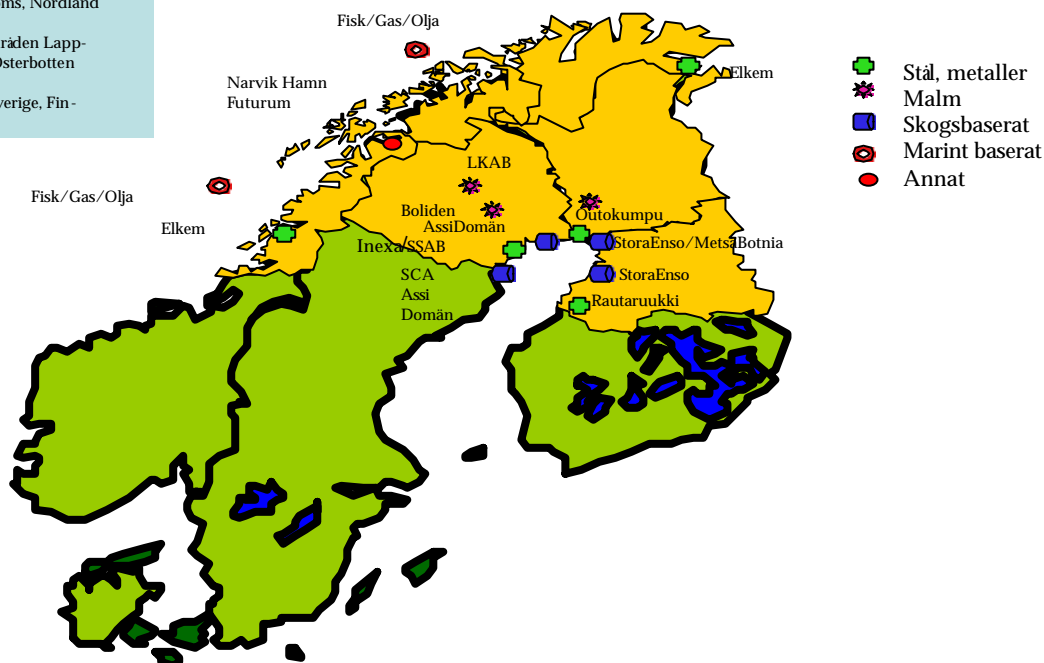 oms, Nordland
råden Lapp-
Österbotten
verige, Fin-
Fisk/Gas/Olja
Narvik Hamn
Futurum
Elkem
Stål, metaller
Malm
Skogsbaserat
Marint baserat
Annat
LKAB
Fisk/Gas/Olja
Elkem
Boliden
AssiDomän
Outokumpu
Inexa/SSAB
StoraEnso/MetsäBotnia
SCA
Assi
Domän
StoraEnso
Rautaruukki